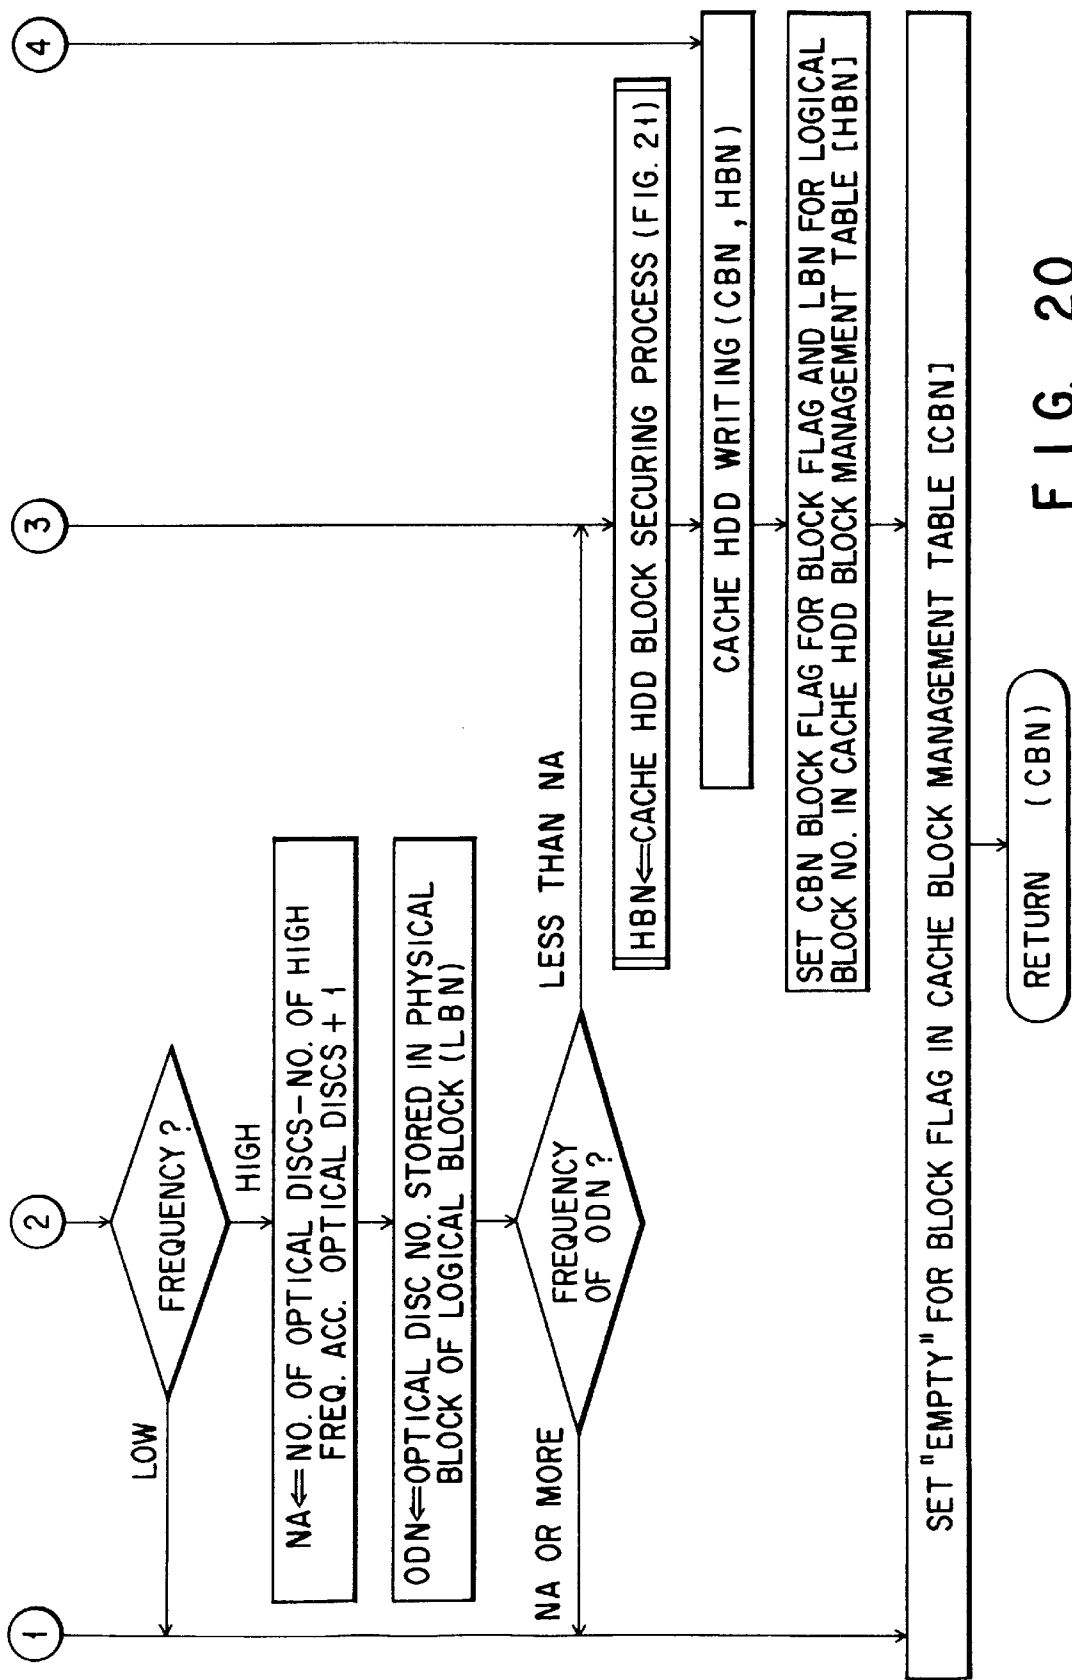 1
2
3
4
FREQUENCY?
LOW
HIGH
NA⇐NO. OF OPTICAL DISCS-NO. OF HIGH
FREQ. ACC. OPTICAL DISCS + 1
ODN⇐OPTICAL DISC NO. STORED IN PHYSICAL
BLOCK OF LOGICAL BLOCK (LBN)
FREQUENCY
OF ODN?
NA OR MORE
LESS THAN NA
HBN⇐CACHE HDD BLOCK SECURING PROCESS (FIG. 21)
CACHE HDD WRITING (CBN, HBN)
SET CBN BLOCK FLAG FOR BLOCK FLAG AND LBN FOR LOGICAL
BLOCK NO. IN CACHE HDD BLOCK MANAGEMENT TABLE [HBN]
SET "EMPTY" FOR BLOCK FLAG IN CACHE BLOCK MANAGEMENT TABLE [CBN]
RETURN (CBN)
FIG. 20